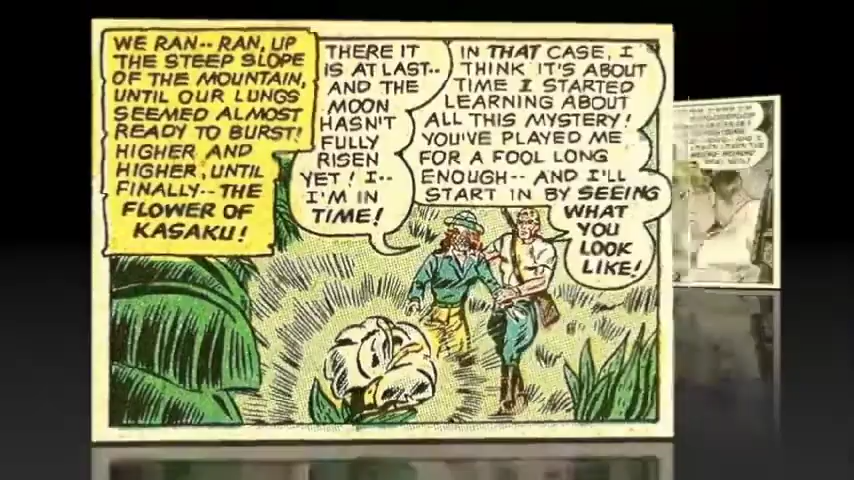 WE RAN-- RAN, UP
THE STEEP SLOPE
OF THE MOUNTAIN,
UNTIL OUR LUNGS
SEEMED ALMOST
READY TO BURST!
HIGHER AND
HIGHER, UNTIL
FINALLY-- THE
FLOWER OF
KASAKU!
THERE IT
IS AT LAST--
AND THE
MOON
HASN'T
FULLY
RISEN
YET! I--
I'M IN
TIME!
IN THAT CASE, I
THINK IT'S ABOUT
TIME I STARTED
LEARNING ABOUT
ALL THIS MYSTERY!
YOU'VE PLAYED ME
FOR A FOOL LONG
ENOUGH-- AND I'LL
START IN BY SEEING
WHAT
YOU
LOOK
LIKE!